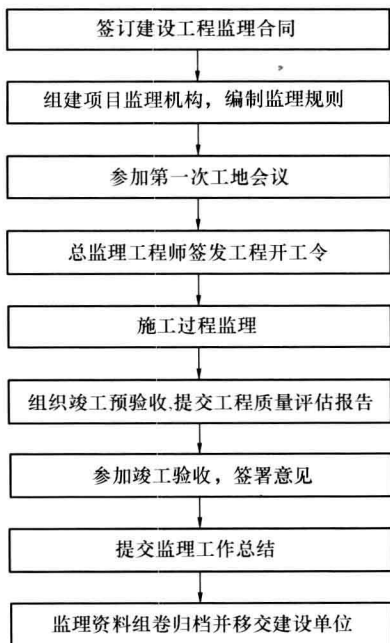 签订建设工程监理合同
组建项目监理机构，编制监理规则
参加第一次工地会议
总监理工程师签发工程开工令
施工过程监理
组织竣工预验收,提交工程质量评估报告
参加竣工验收，签署意见
提交监理工作总结
监理资料组卷归档并移交建设单位